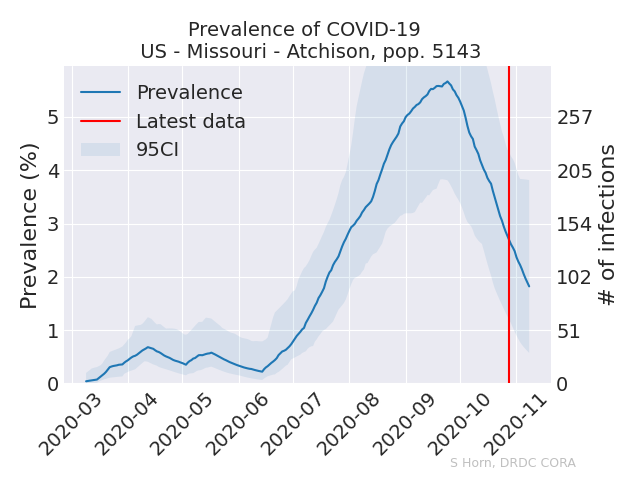 Prevalence of COVID-19
US - Missouri - Atchison, pop. 5143
Prevalence
Latest data
95CI
Prevalence (%)
5
4
3
2
1
0
257
205
154
102
51
0
# of infections
2020-03
2020-04
2020-05
2020-06
2020-07
2020-08
2020-09
2020-10
2020-11
S Horn, DRDC CORA